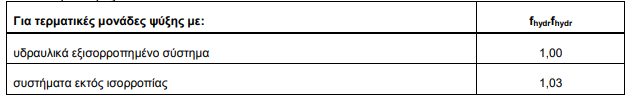 Για τερματικές μονάδες ψύξης με: fhydrfhydr
υδραυλικά εξισορροπημένο σύστημα 1,00
συστήματα εκτός ισορροπίας 1,03